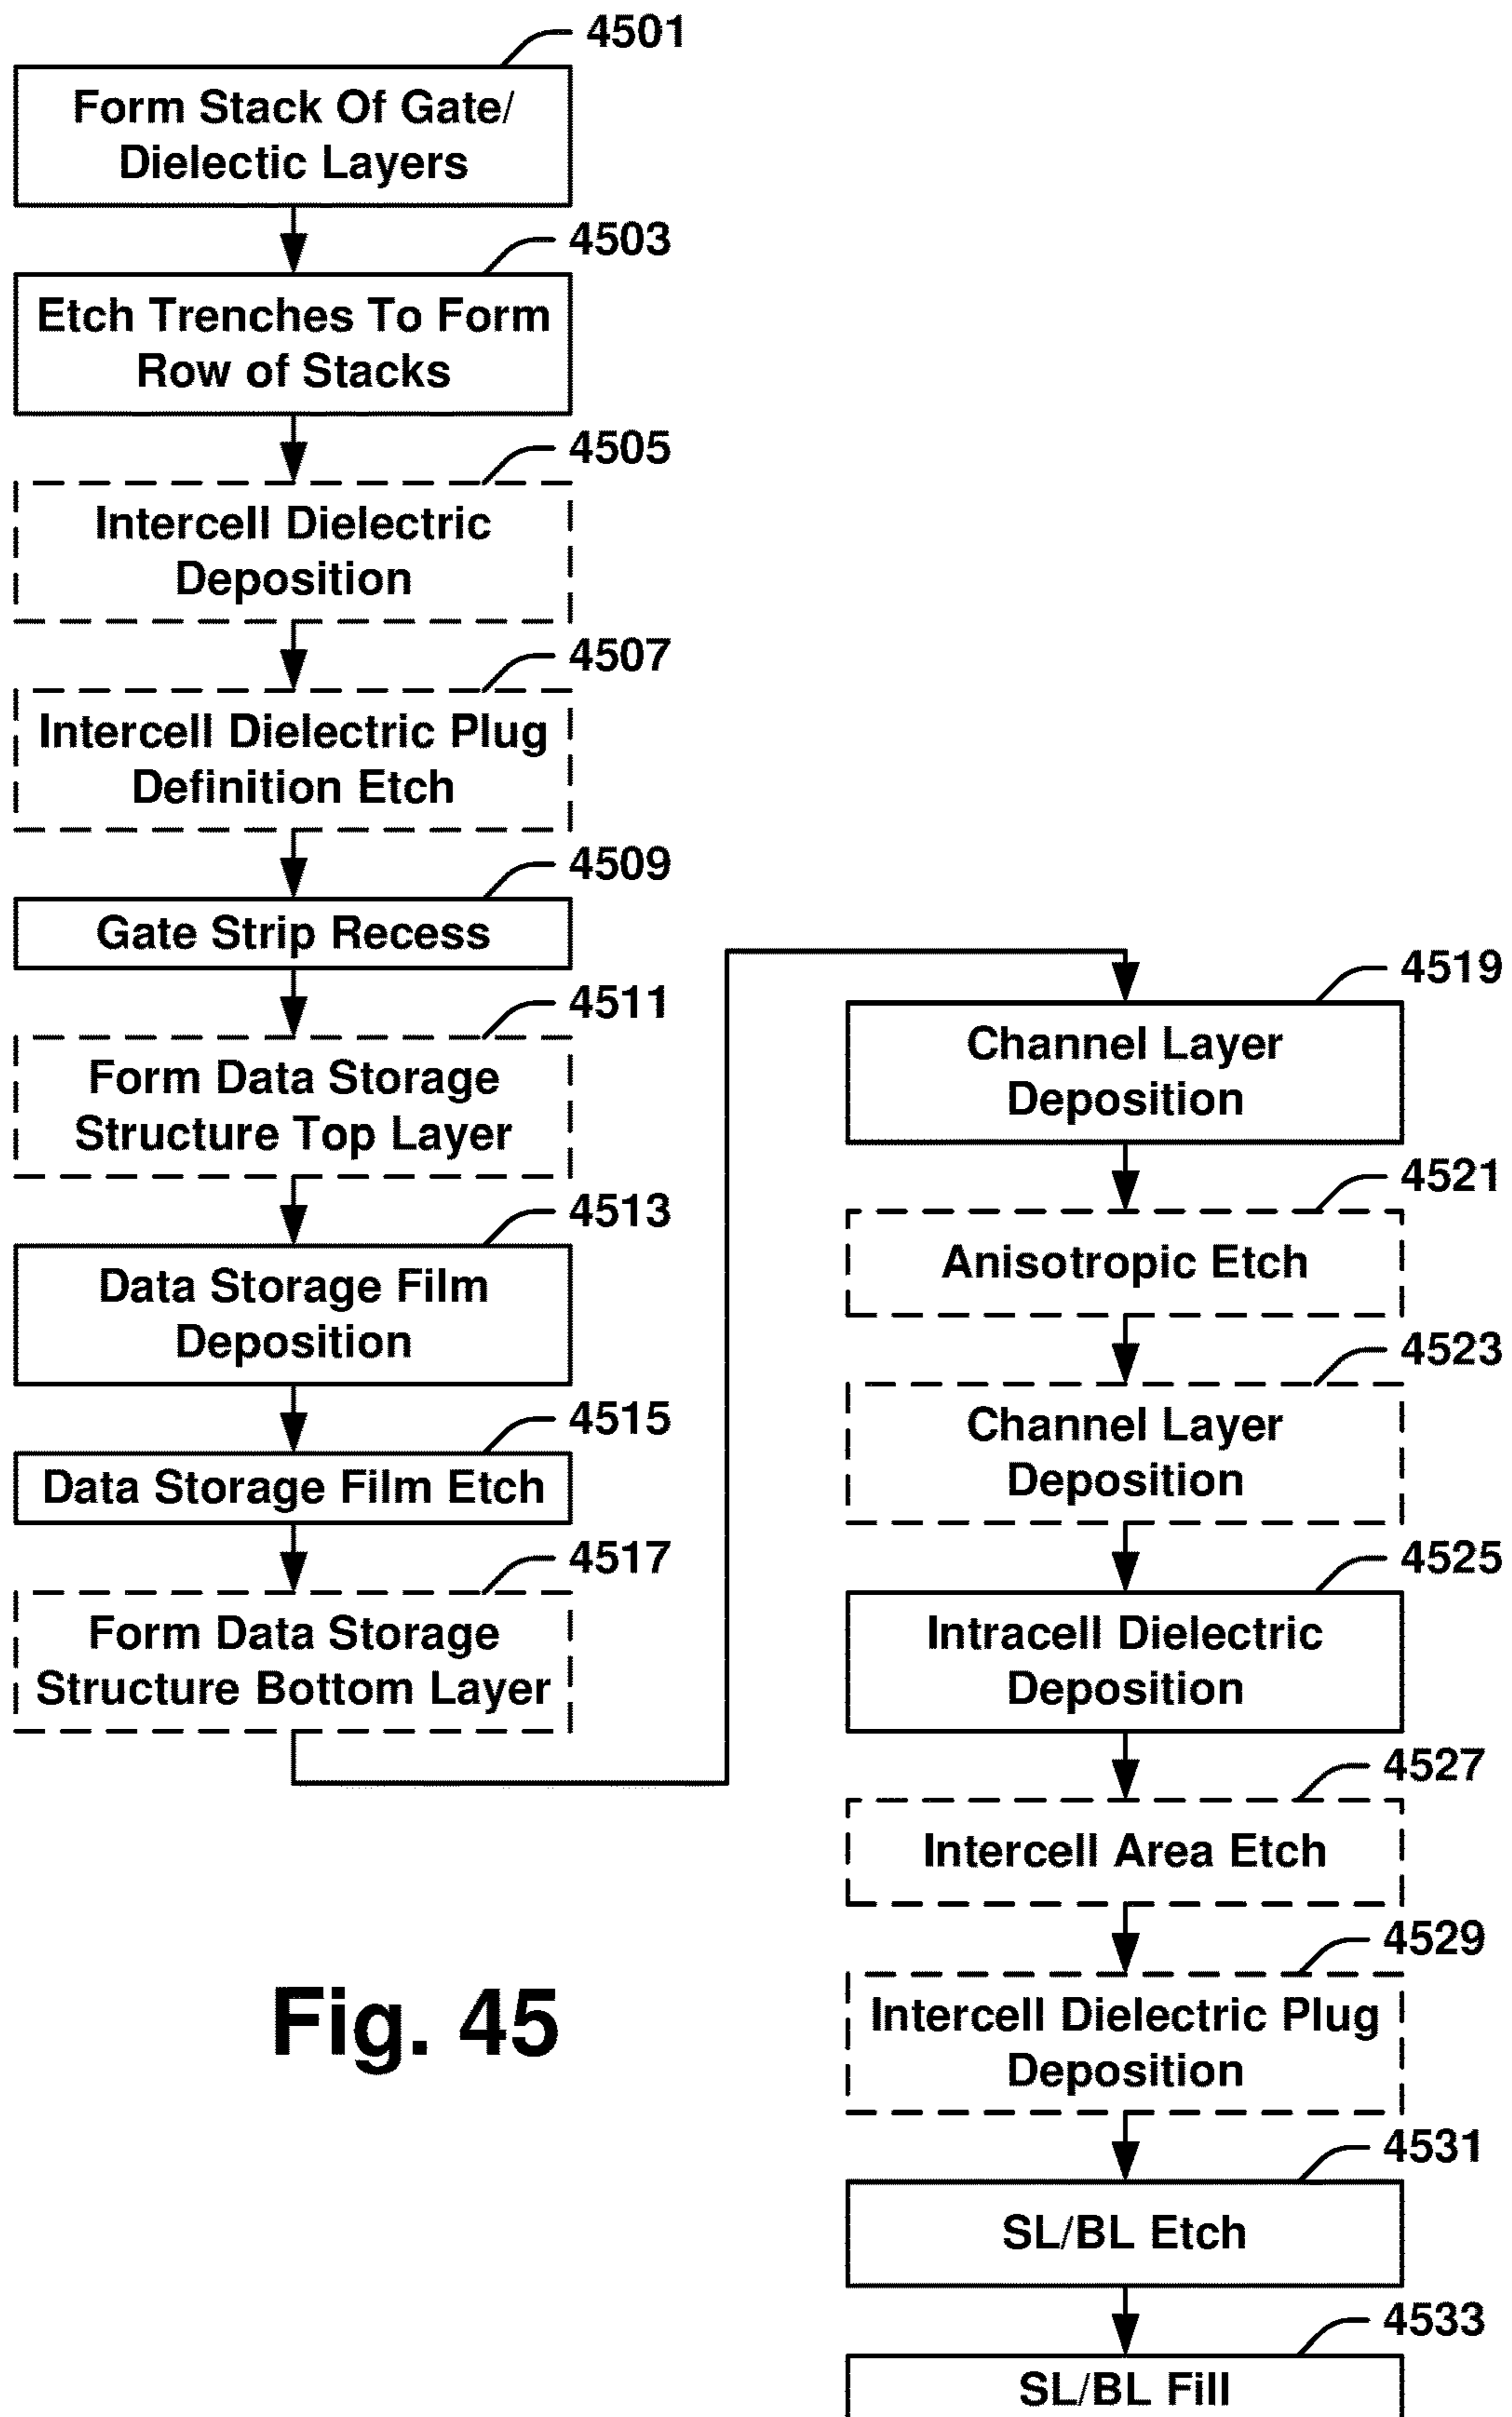 4501
Form Stack Of Gate/
Dielectic Layers
4503
Etch Trenches To Form
Row of Stacks
4505
Intercell Dielectric
Deposition
4507
Intercell Dielectric Plug
Definition Etch
4509
Gate Strip Recess
4511
Form Data Storage
Structure Top Layer
4513
Data Storage Film
Deposition
4515
Data Storage Film Etch
4517
Form Data Storage
Structure Bottom Layer
4519
Channel Layer
Deposition
4521
Anisotropic Etch
4523
Channel Layer
Deposition
4525
Intracell Dielectric
Deposition
4527
Intercell Area Etch
4529
Intercell Dielectric Plug
Deposition
4531
SL/BL Etch
4533
SL/BL Fill
Fig. 45